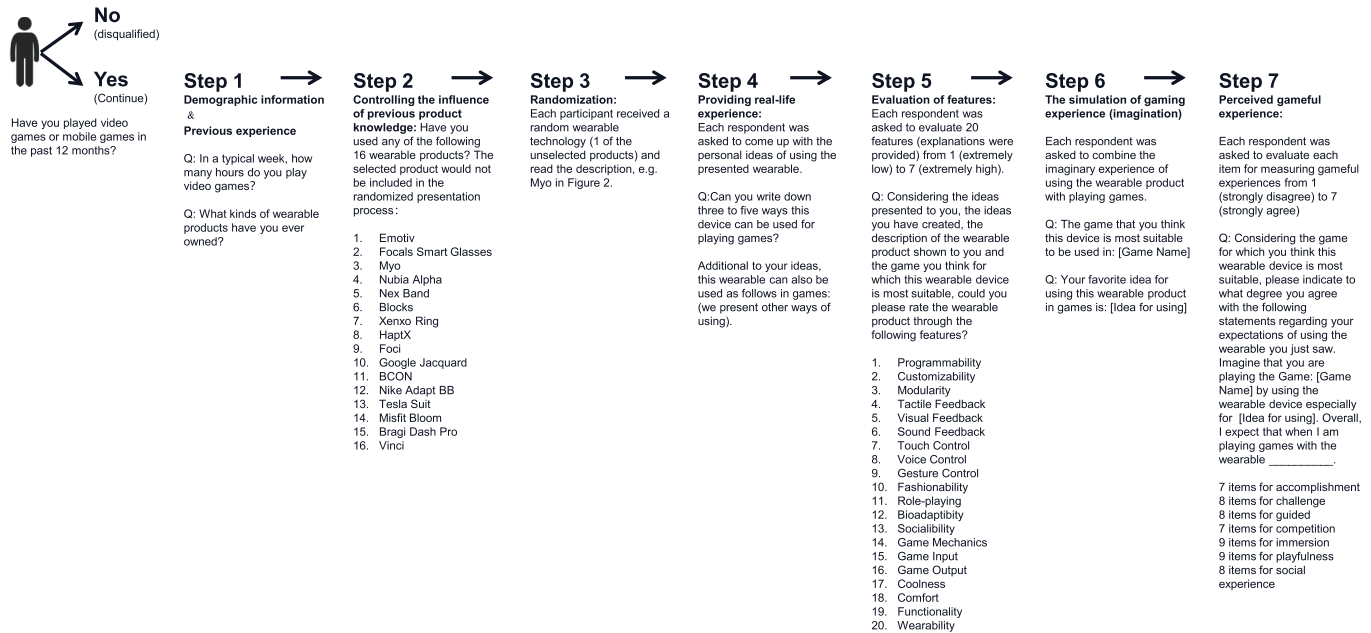 No
(disqualified)
Yes
(Continue)
Have you played video
games or mobile games in
the past 12 months?
Step 1
Demographic information
&
Previous experience
Q: In a typical week, how
many hours do you play
video games?
Q: What kinds of wearable
products have you ever
owned?
Step 2
Controlling the influence
of previous product
knowledge: Have you
used any of the following
16 wearable products? The
selected product would not
be included in the
randomized presentation
process:
1. Emotiv
2. Focals Smart Glasses
3. Myo
4. Nubia Alpha
5. Nex Band
6. Blocks
7. Xenxo Ring
8. HaptX
9. Foci
10. Google Jacquard
11. BCON
12. Nike Adapt BB
13. Tesla Suit
14. Misfit Bloom
15. Bragi Dash Pro
16. Vinci
Step 3
Randomization:
Each participant received a
random wearable
technology (1 of the
unselected products) and
read the description, e.g.
Myo in Figure 2.
Step 4
Providing real-life
experience:
Each respondent was
asked to come up with the
personal ideas of using the
presented wearable.
Q:Can you write down
three to five ways this
device can be used for
playing games?
Additional to your ideas,
this wearable can also be
used as follows in games:
(we present other ways of
using).
Step 5
Evaluation of features:
Each respondent was
asked to evaluate 20
features (explanations were
provided) from 1 (extremely
low) to 7 (extremely high).
Q: Considering the ideas
presented to you, the ideas
you have created, the
description of the wearable
product shown to you and
the game you think for
which this wearable device
is most suitable, could you
please rate the wearable
product through the
following features?
1. Programmability
2. Customizability
3. Modularity
4. Tactile Feedback
5. Visual Feedback
6. Sound Feedback
7. Touch Control
8. Voice Control
9. Gesture Control
10. Fashionability
11. Role-playing
12. Bioadaptibity
13. Socialibility
14. Game Mechanics
15. Game Input
16. Game Output
17. Coolness
18. Comfort
19. Functionality
20. Wearability
Step 6
The simulation of gaming
experience (imagination)
Each respondent was
asked to combine the
imaginary experience of
using the wearable product
with playing games.
Q: The game that you think
this device is most suitable
to be used in: [Game Name]
Q: Your favorite idea for
using this wearable product
in games is: [Idea for using]
Step 7
Perceived gameful
experience:
Each respondent was
asked to evaluate each
item for measuring gameful
experiences from 1
(strongly disagree) to 7
(strongly agree)
Q: Considering the game
for which you think this
wearable device is most
suitable, please indicate to
what degree you agree
with the following
statements regarding your
expectations of using the
wearable you just saw.
Imagine that you are
playing the Game: [Game
Name] by using the
wearable device especially
for [Idea for using]. Overall,
I expect that when I am
playing games with the
wearable __________.
7 items for accomplishment
8 items for challenge
8 items for guided
7 items for competition
9 items for immersion
9 items for playfulness
8 items for social
experience